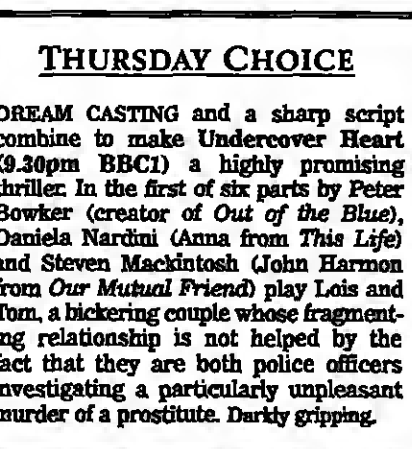 THURSDAY CHOICE
DREAM CASTING and a sharp script
combine to make Undercover Heart
(9.30pm BBC1) a highly promising
thriller. In the first of six parts by Peter
Bowker (creator of Out of the Blue),
Daniela Nardini (Anna from This Life)
and Steven Mackintosh (John Harmon
from Our Mutual Friend) play Lois and
Tom, a bickering couple whose fragment-
ing relationship is not helped by the
fact that they are both police officers
investigating a particularly unpleasant
murder of a prostitute. Darkly gripping.